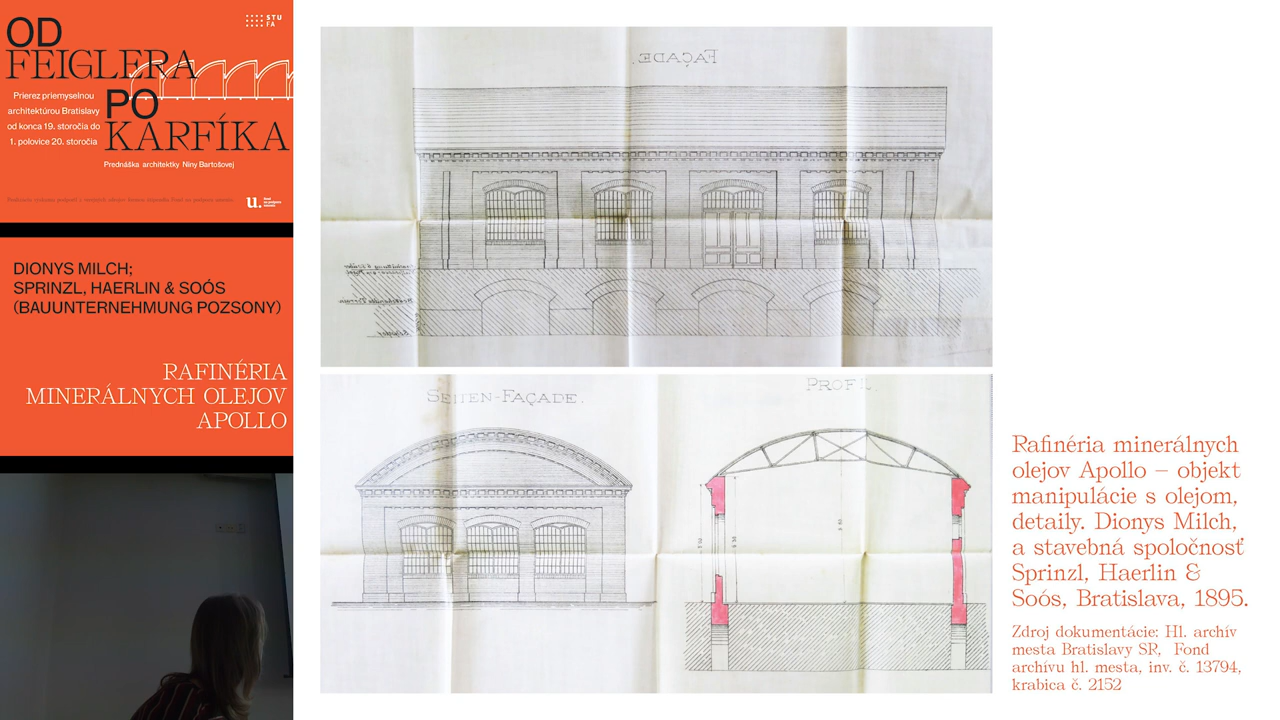 OD
FEIGLERA
PO
KARFÍKA
STU
FA
Prierez priemyselnou
architektúrou Bratislavy
od konca 19. storočia do
1. polovice 20. storočia
Prednáška architektky Niny Bartošovej
u.
DIONYS MILCH;
SPRINZL, HAERLIN & SOÓS
(BAUUNTERNEHMUNG POZSONY)
RAFINÉRIA
MINERÁLNYCH OLEJOV
APOLLO
FAÇADE.
SEITEN-FAÇADE.
PROFIL.
Rafinéria minerálnych
olejov Apollo – objekt
manipulácie s olejom,
detaily. Dionys Milch,
a stavebná spoločnosť
Sprinzl, Haerlin &
Soós, Bratislava, 1895.
Zdroj dokumentácie: Hl. archív
mesta Bratislavy SR, Fond
archívu hl. mesta, inv. č. 13794,
krabica č. 2152